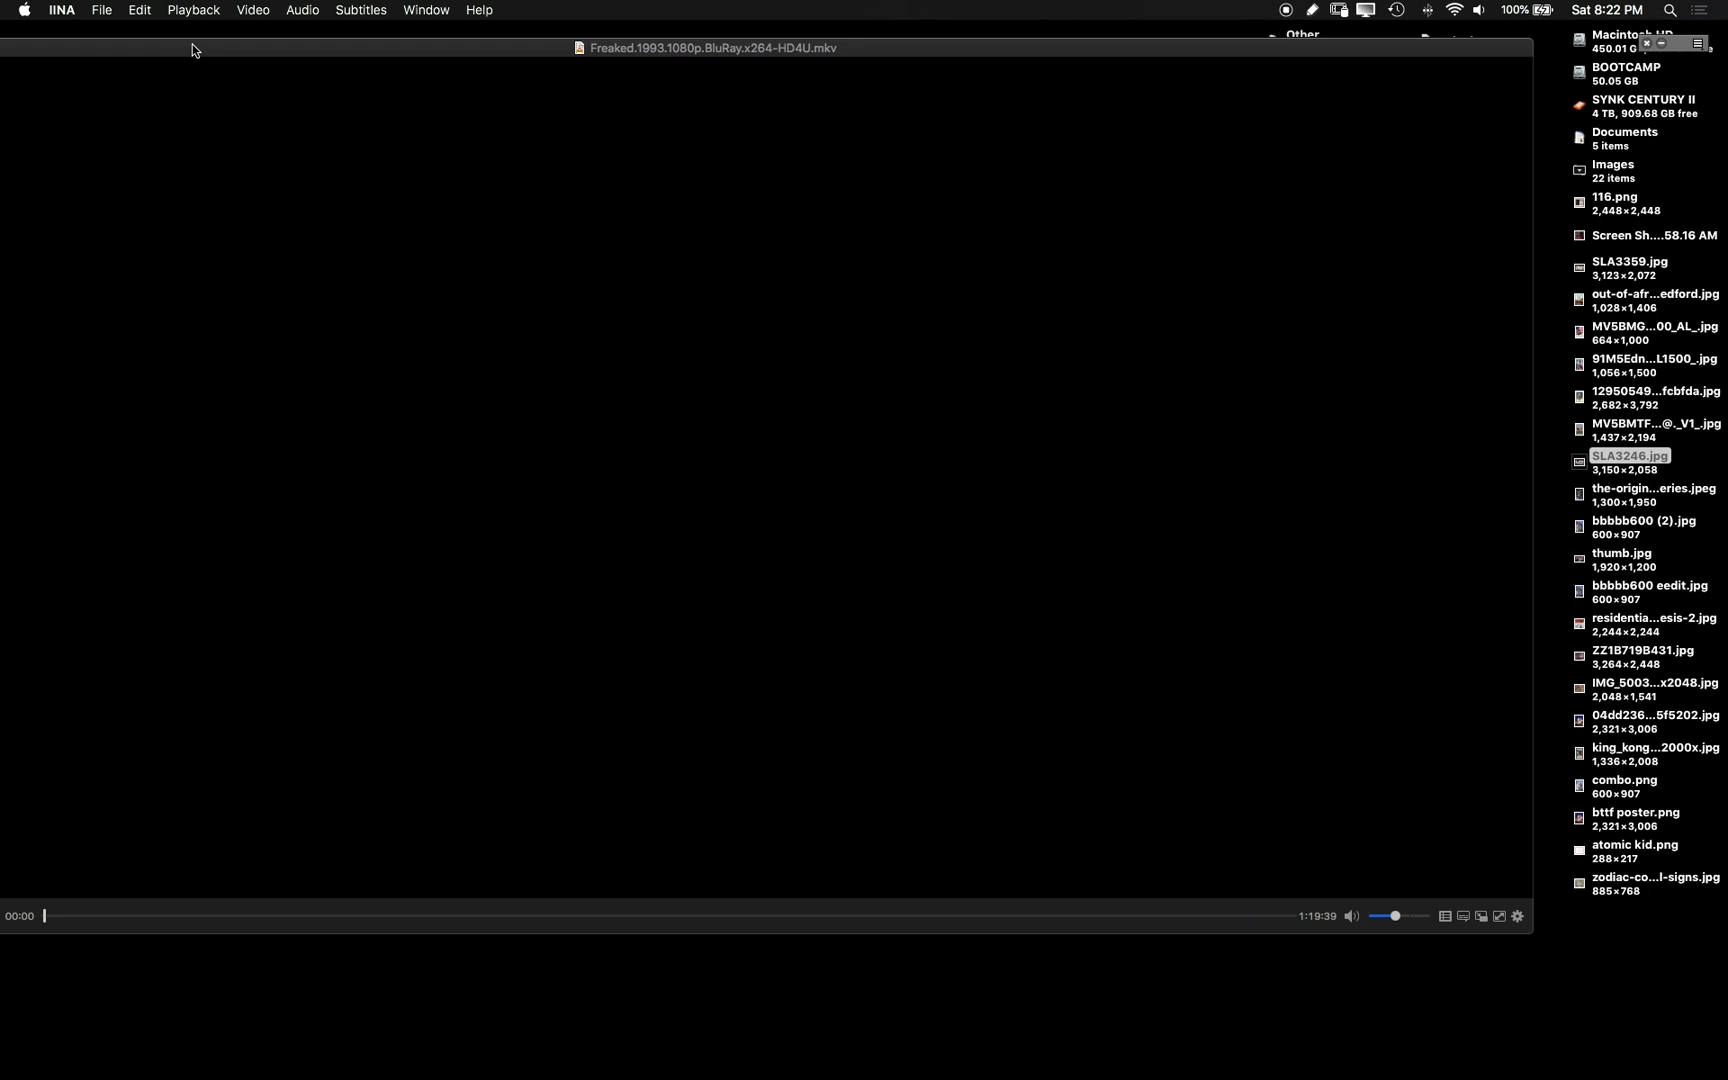 IINA File Edit Playback Video Audio Subtitles Window Help 100% Sat 8:22 PM
Other
Freaked.1993.1080p.BluRay.x264-HD4U.mkv
Macintosh HD
450.01 G
BOOTCAMP
50.05 GB
SYNK CENTURY II
4 TB, 909.68 GB free
Documents
5 items
Images
22 items
116.png
2,448×2,448
Screen Sh....58.16 AM
SLA3359.jpg
3,123×2,072
out-of-afr...edford.jpg
1,028×1,406
MV5BMG...00_AL_.jpg
664×1,000
91M5Edn...L1500_.jpg
1,056×1,500
12950549...fcbfda.jpg
2,682×3,792
MV5BMTF...@._V1_.jpg
1,437×2,194
SLA3246.jpg
3,150×2,058
the-origin...eries.jpeg
1,300×1,950
bbbbb600 (2).jpg
600×907
thumb.jpg
1,920×1,200
bbbbb600 eedit.jpg
600×907
residentia...esis-2.jpg
2,244×2,244
ZZ1B719B431.jpg
3,264×2,448
IMG_5003...x2048.jpg
2,048×1,541
04dd236...5f5202.jpg
2,321×3,006
king_kong...2000x.jpg
1,336×2,008
combo.png
600×907
bttf poster.png
2,321×3,006
atomic kid.png
288×217
zodiac-co...l-signs.jpg
885×768
00:00 1:19:39